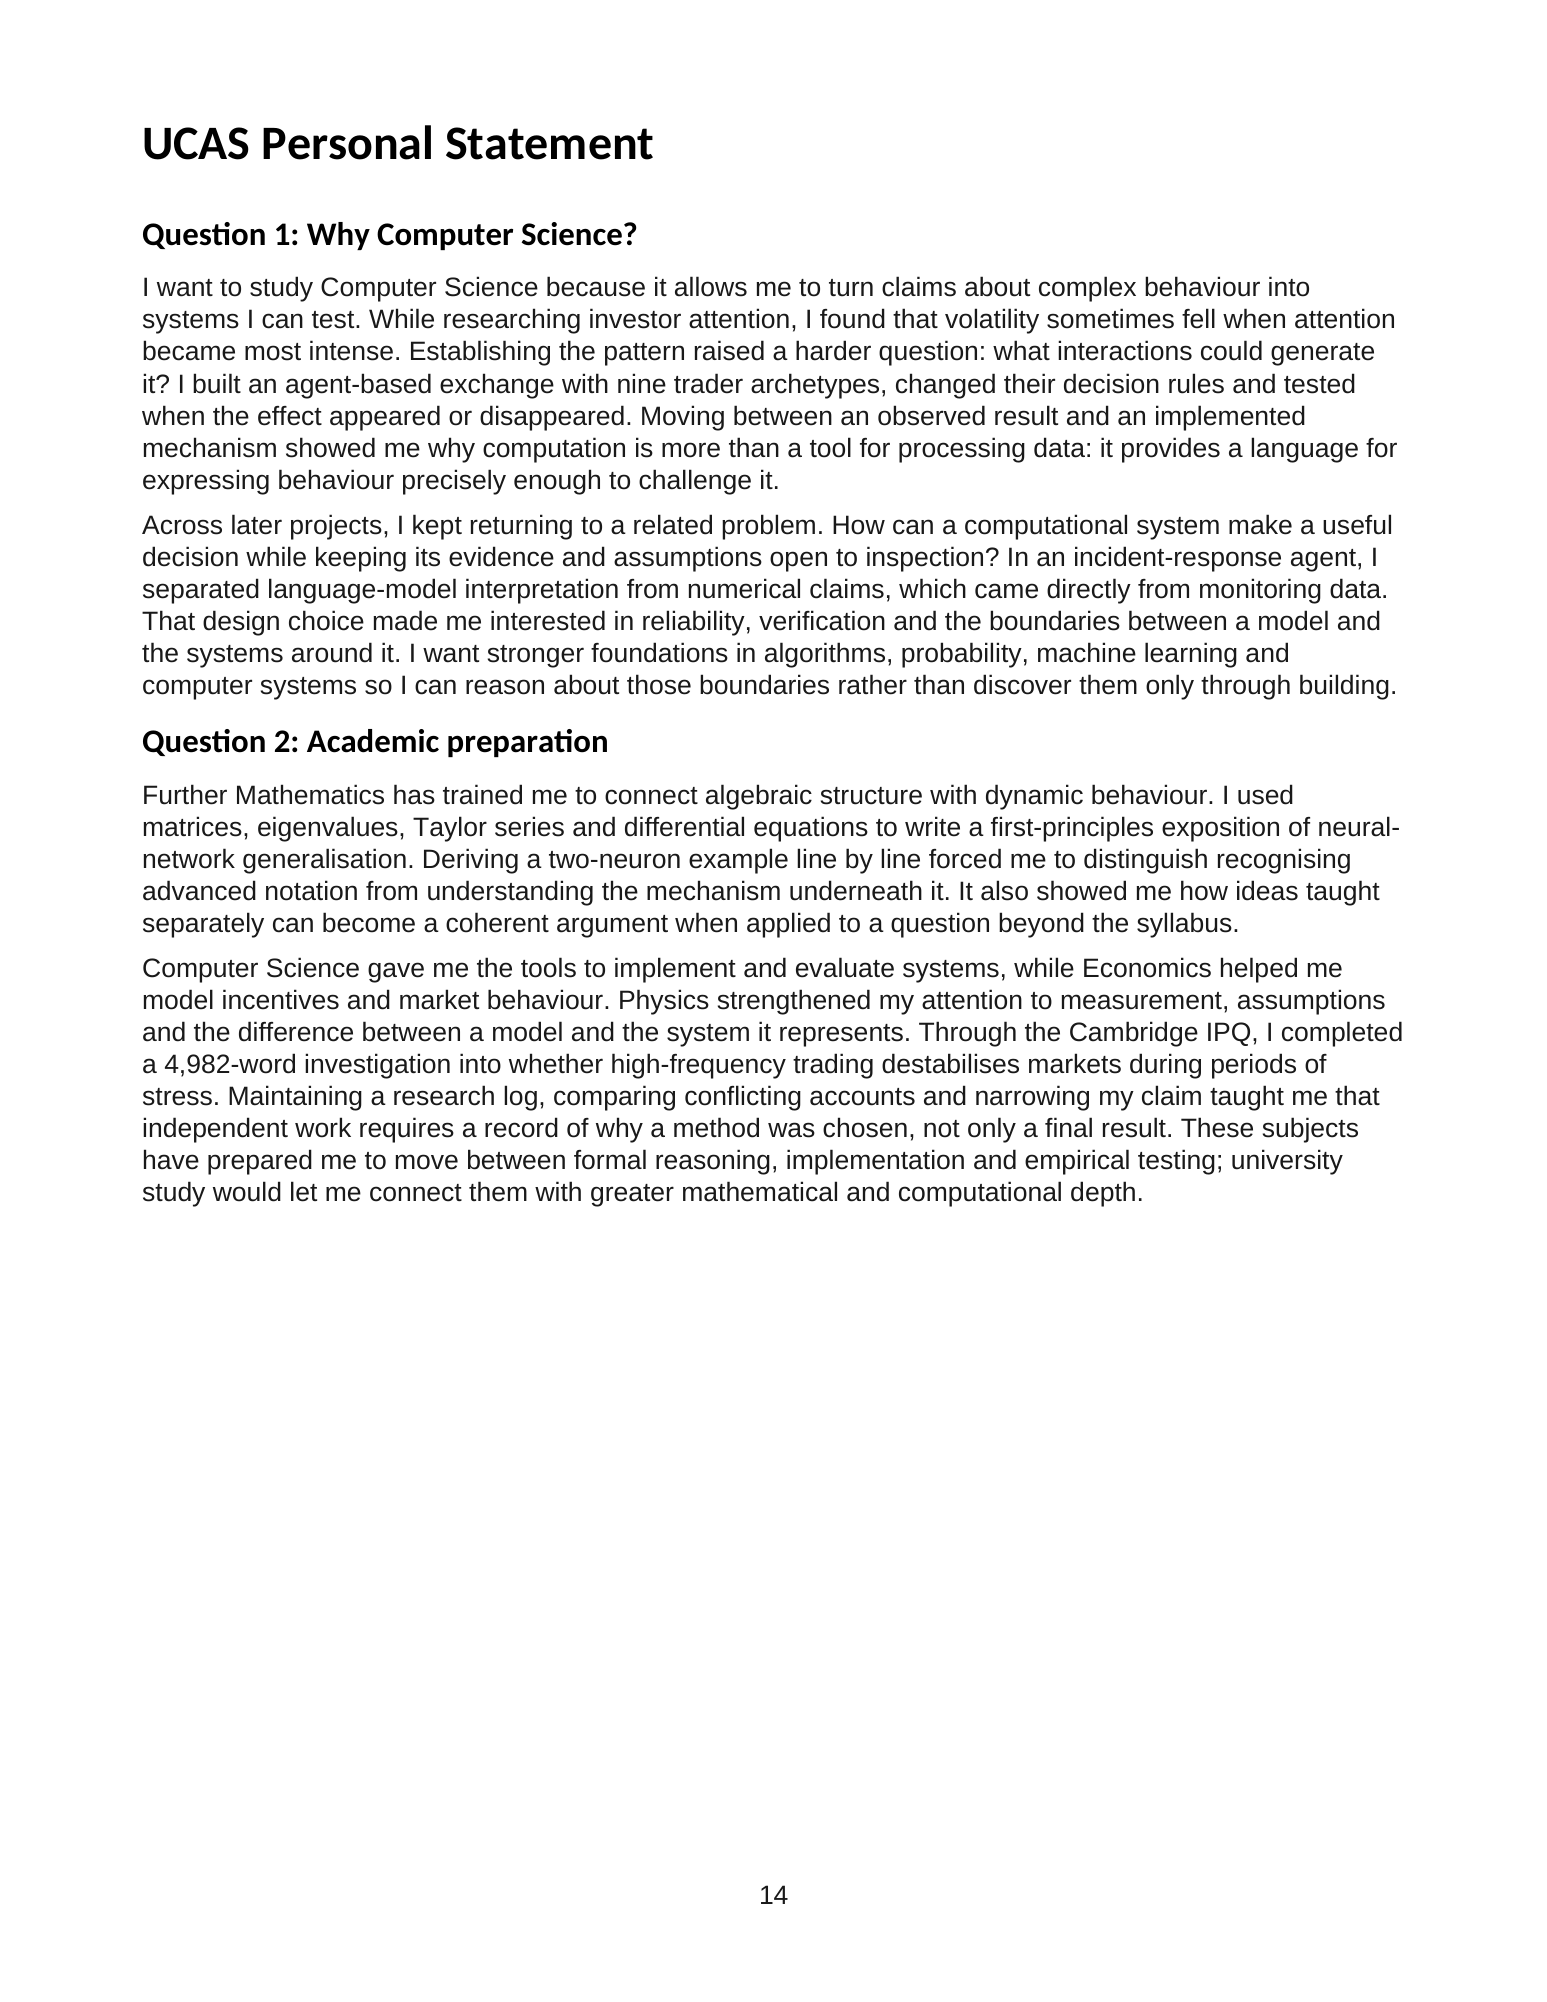 UCAS Personal Statement
Question 1: Why Computer Science?
I want to study Computer Science because it allows me to turn claims about complex behaviour into
systems I can test. While researching investor attention, I found that volatility sometimes fell when attention
became most intense. Establishing the pattern raised a harder question: what interactions could generate
it? I built an agent-based exchange with nine trader archetypes, changed their decision rules and tested
when the effect appeared or disappeared. Moving between an observed result and an implemented
mechanism showed me why computation is more than a tool for processing data: it provides a language for
expressing behaviour precisely enough to challenge it.
Across later projects, I kept returning to a related problem. How can a computational system make a useful
decision while keeping its evidence and assumptions open to inspection? In an incident-response agent, I
separated language-model interpretation from numerical claims, which came directly from monitoring data.
That design choice made me interested in reliability, verification and the boundaries between a model and
the systems around it. I want stronger foundations in algorithms, probability, machine learning and
computer systems so I can reason about those boundaries rather than discover them only through building.
Question 2: Academic preparation
Further Mathematics has trained me to connect algebraic structure with dynamic behaviour. I used
matrices, eigenvalues, Taylor series and differential equations to write a first-principles exposition of neural-
network generalisation. Deriving a two-neuron example line by line forced me to distinguish recognising
advanced notation from understanding the mechanism underneath it. It also showed me how ideas taught
separately can become a coherent argument when applied to a question beyond the syllabus.
Computer Science gave me the tools to implement and evaluate systems, while Economics helped me
model incentives and market behaviour. Physics strengthened my attention to measurement, assumptions
and the difference between a model and the system it represents. Through the Cambridge IPQ, I completed
a 4,982-word investigation into whether high-frequency trading destabilises markets during periods of
stress. Maintaining a research log, comparing conflicting accounts and narrowing my claim taught me that
independent work requires a record of why a method was chosen, not only a final result. These subjects
have prepared me to move between formal reasoning, implementation and empirical testing; university
study would let me connect them with greater mathematical and computational depth.
14